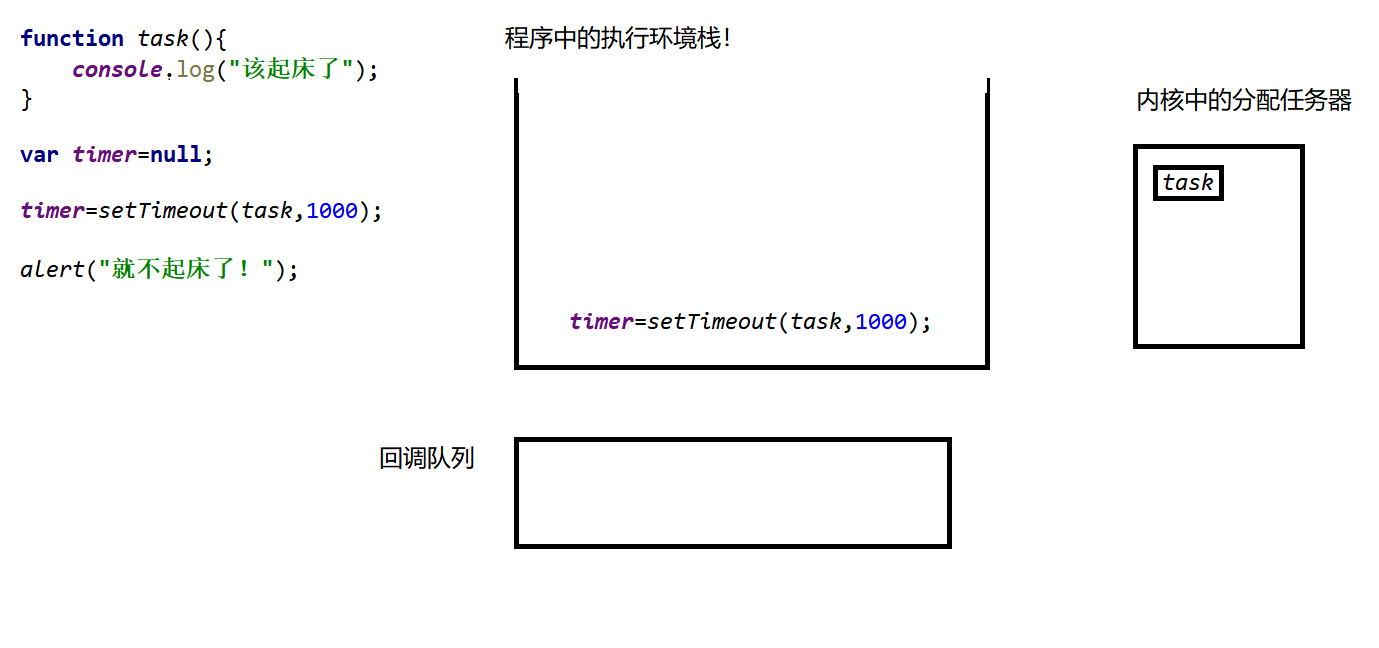 function task(){
    console.log("该起床了");
}
var timer=null;
timer=setTimeout(task,1000);
alert("就不起床了！");
程序中的执行环境栈！
timer=setTimeout(task,1000);
内核中的分配任务器
task
回调队列